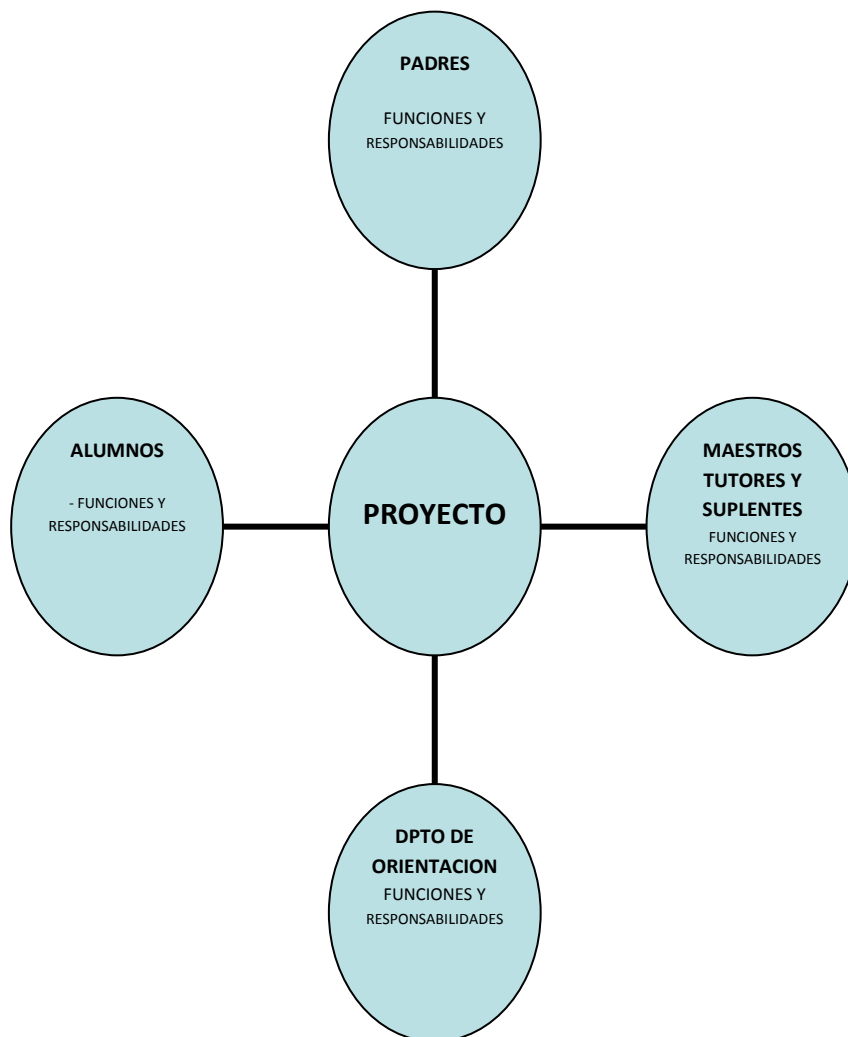 PADRES
FUNCIONES Y
RESPONSABILIDADES
ALUMNOS
- FUNCIONES Y
RESPONSABILIDADES
PROYECTO
MAESTROS
TUTORES Y
SUPLENTES
FUNCIONES Y
RESPONSABILIDADES
DPTO DE
ORIENTACION
FUNCIONES Y
RESPONSABILIDADES